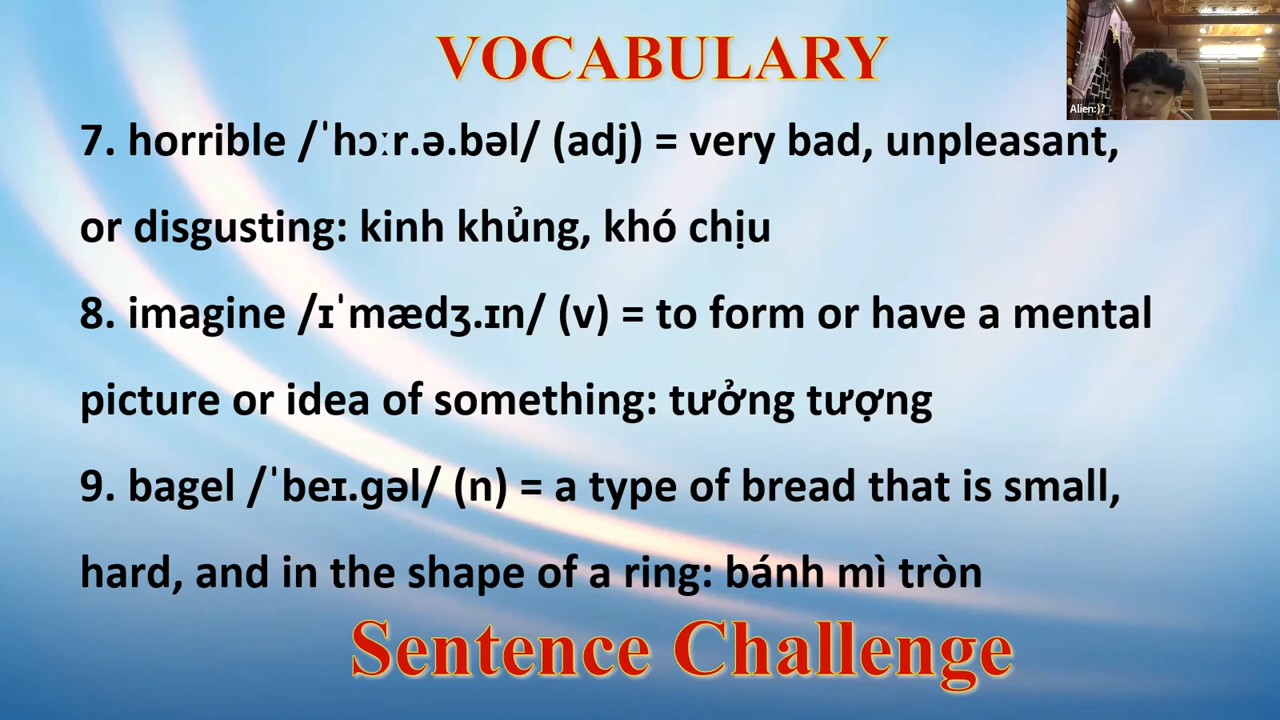 VOCABULARY
Alien:)?
7. horrible /ˈhɔːr.ə.bəl/ (adj) = very bad, unpleasant,
or disgusting: kinh khủng, khó chịu
8. imagine /ɪˈmædʒ.ɪn/ (v) = to form or have a mental
picture or idea of something: tưởng tượng
9. bagel /ˈbeɪ.ɡəl/ (n) = a type of bread that is small,
hard, and in the shape of a ring: bánh mì tròn
Sentence Challenge